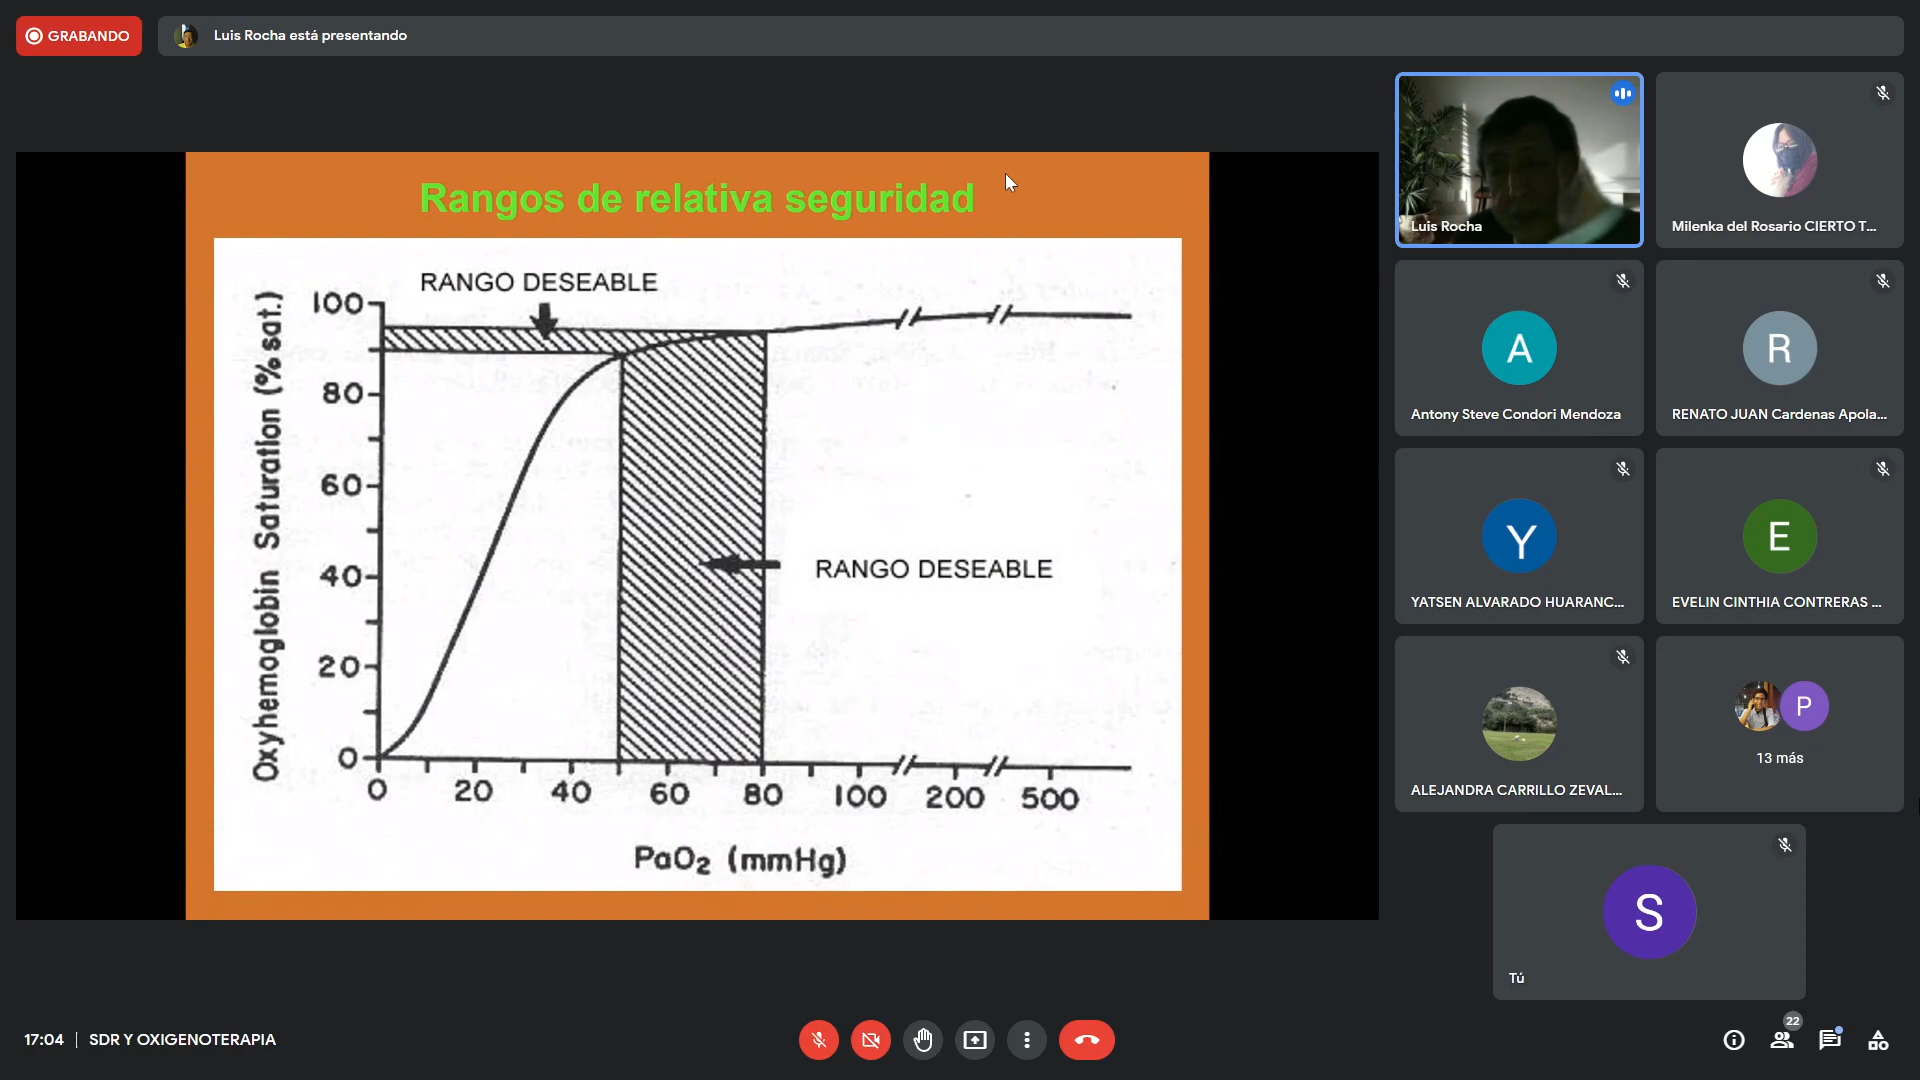 GRABANDO
Luis Rocha está presentando
Rangos de relativa seguridad
RANGO DESEABLE
Oxyhemoglobin Saturation (% sat.)
100
80
60
40
20
0
RANGO DESEABLE
0 20 40 60 80 100 200 500
PaO₂ (mmHg)
Luis Rocha
Milenka del Rosario CIERTO T...
A
Antony Steve Condori Mendoza
R
RENATO JUAN Cardenas Apola...
Y
YATSEN ALVARADO HUARANC...
E
EVELIN CINTHIA CONTRERAS ...
ALEJANDRA CARRILLO ZEVAL...
P
13 más
S
Tú
17:04 | SDR Y OXIGENOTERAPIA
22